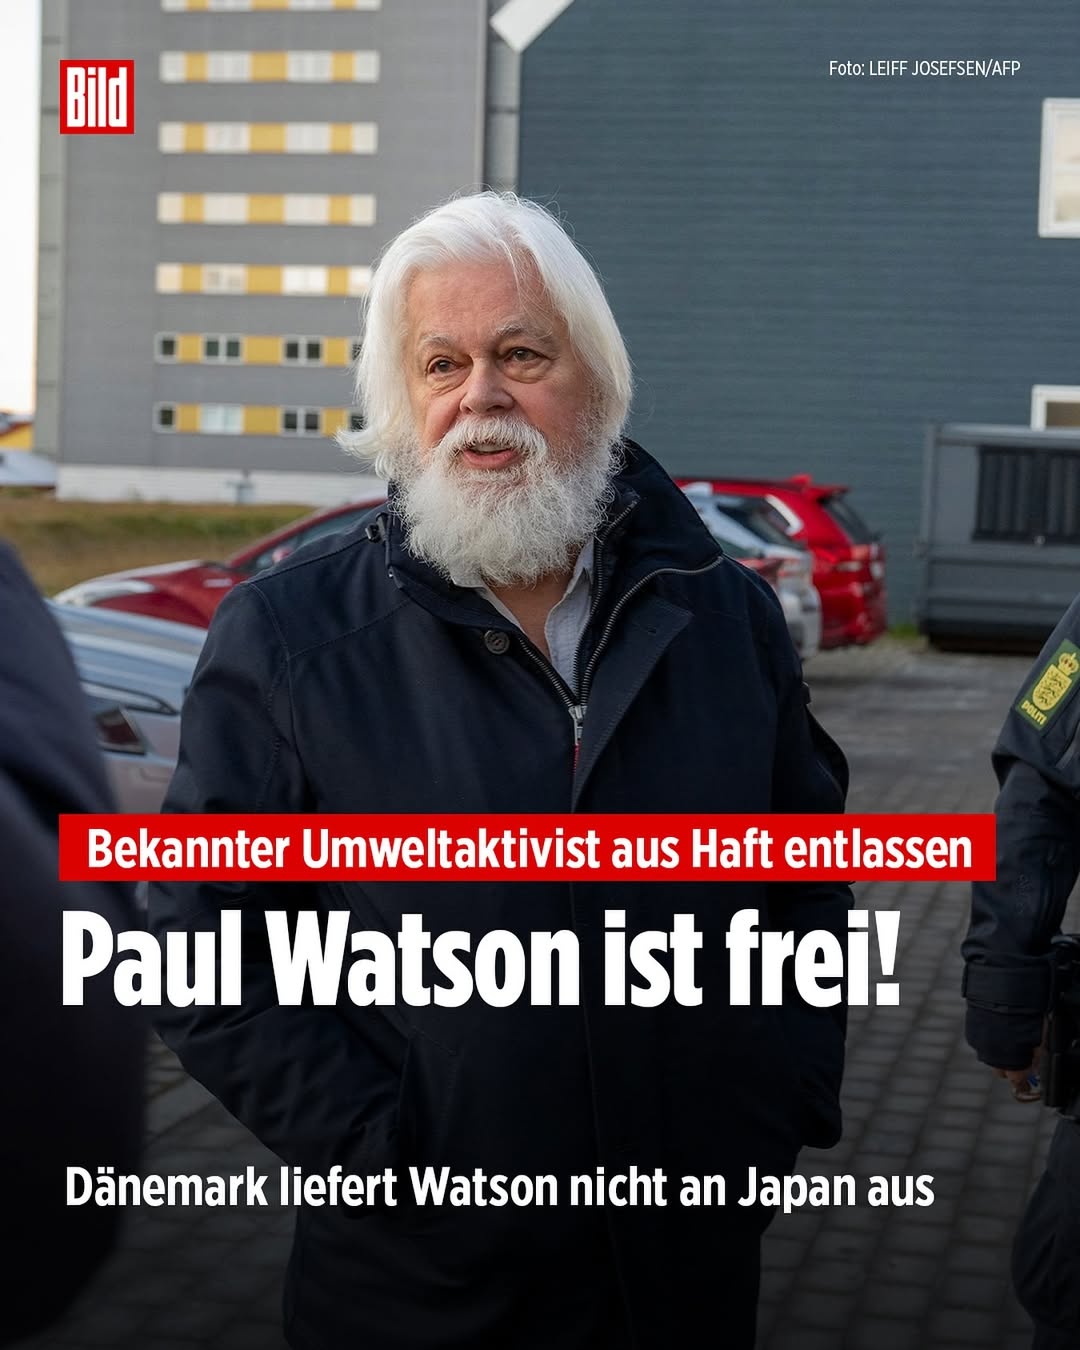 Bild
Foto: LEIFF JOSEFSEN/AFP
POLITI
Bekannter Umweltaktivist aus Haft entlassen
Paul Watson ist frei!
Dänemark liefert Watson nicht an Japan aus